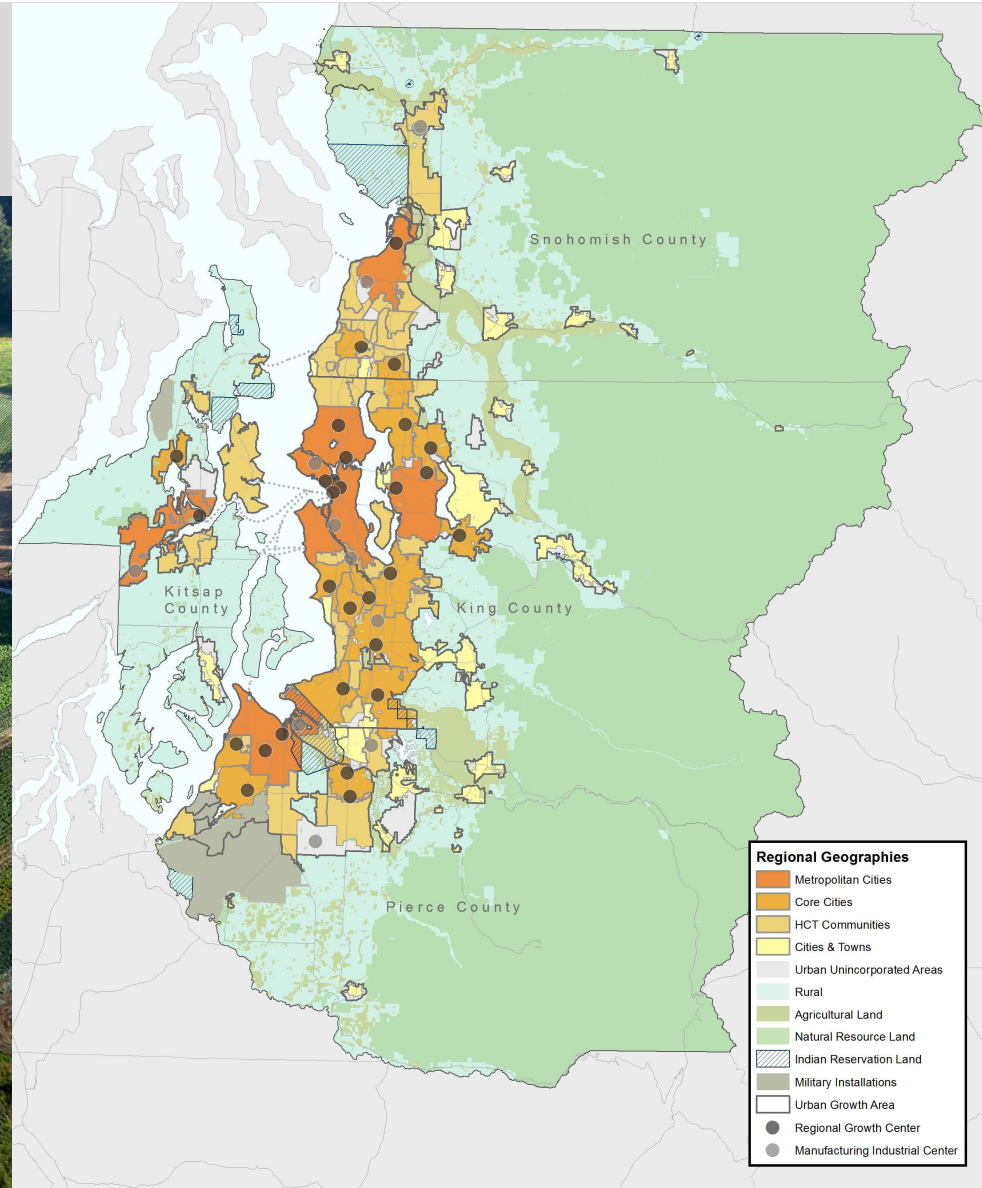 Snohomish County
Kitsap
County
King County
Pierce County
Regional Geographies
Metropolitan Cities
Core Cities
HCT Communities
Cities & Towns
Urban Unincorporated Areas
Rural
Agricultural Land
Natural Resource Land
Indian Reservation Land
Military Installations
Urban Growth Area
Regional Growth Center
Manufacturing Industrial Center